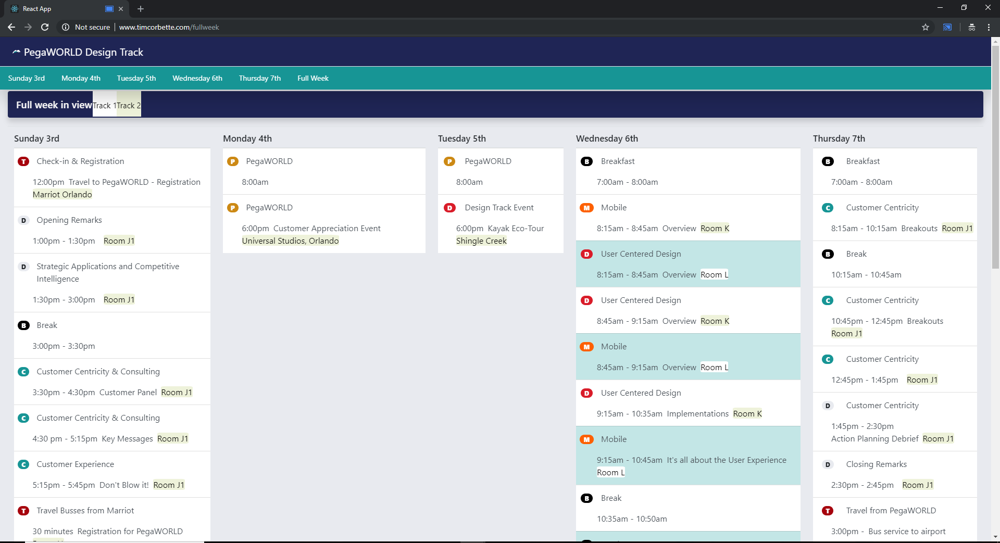 React App
Not secure www.timcorbette.com/fullweek
PegaWORLD Design Track
Sunday 3rd Monday 4th Tuesday 5th Wednesday 6th Thursday 7th Full Week
Full week in view Track 1 Track 2
Sunday 3rd
T Check-in & Registration
12:00pm Travel to PegaWORLD - Registration
Marriot Orlando
D Opening Remarks
1:00pm - 1:30pm Room J1
D Strategic Applications and Competitive
Intelligence
1:30pm - 3:00pm Room J1
B Break
3:00pm - 3:30pm
C Customer Centricity & Consulting
3:30pm - 4:30pm Customer Panel Room J1
C Customer Centricity & Consulting
4:30 pm - 5:15pm Key Messages Room J1
C Customer Experience
5:15pm - 5:45pm Don't Blow it! Room J1
T Travel Busses from Marriot
30 minutes Registration for PegaWORLD
Monday 4th
P PegaWORLD
8:00am
P PegaWORLD
6:00pm Customer Appreciation Event
Universal Studios, Orlando
Tuesday 5th
P PegaWORLD
8:00am
D Design Track Event
6:00pm Kayak Eco-Tour
Shingle Creek
Wednesday 6th
B Breakfast
7:00am - 8:00am
M Mobile
8:15am - 8:45am Overview Room K
D User Centered Design
8:15am - 8:45am Overview Room L
D User Centered Design
8:45am - 9:15am Overview Room K
M Mobile
8:45am - 9:15am Overview Room L
D User Centered Design
9:15am - 10:35am Implementations Room K
M Mobile
9:15am - 10:45am It's all about the User Experience
Room L
B Break
10:35am - 10:50am
Thursday 7th
B Breakfast
7:00am - 8:00am
C Customer Centricity
8:15am - 10:15am Breakouts Room J1
B Break
10:15am - 10:45am
C Customer Centricity
10:45pm - 12:45pm Breakouts
Room J1
C Customer Centricity
12:45pm - 1:45pm Room J1
D Customer Centricity
1:45pm - 2:30pm
Action Planning Debrief Room J1
D Closing Remarks
2:30pm - 2:45pm Room J1
T Travel from PegaWORLD
3:00pm - Bus service to airport